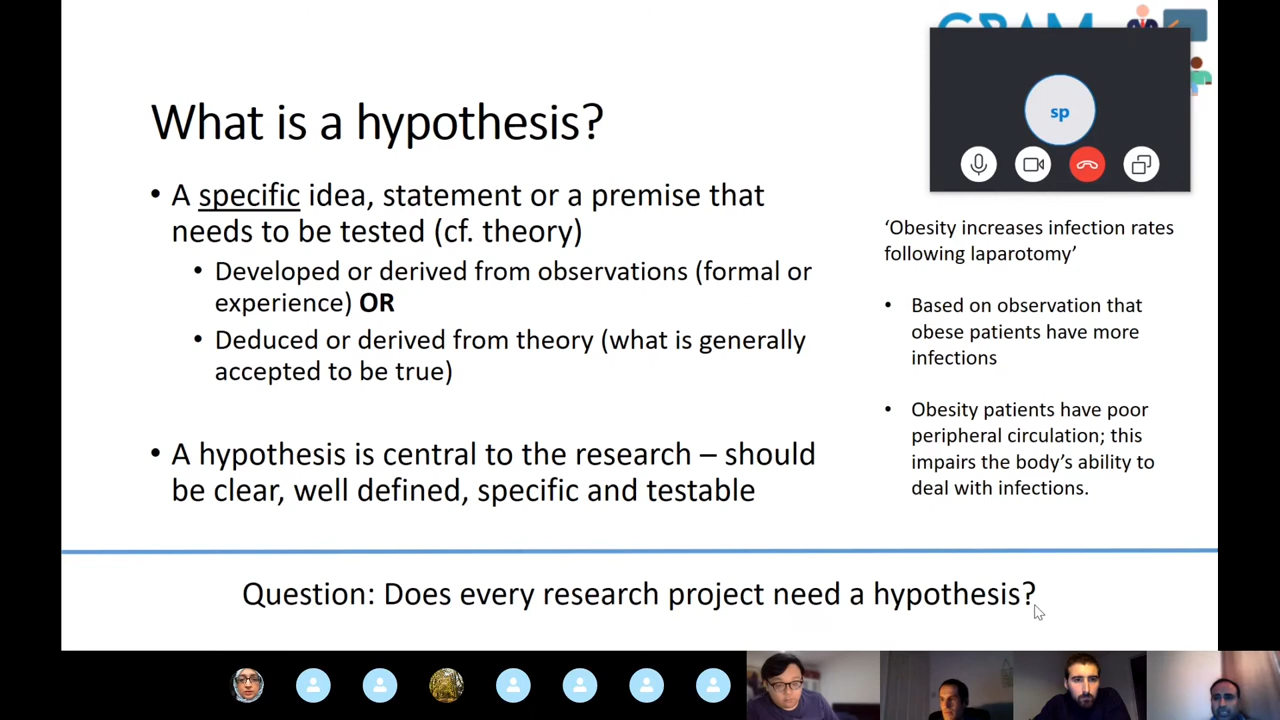 What is a hypothesis?
• A specific idea, statement or a premise that
needs to be tested (cf. theory)
• Developed or derived from observations (formal or
experience) OR
• Deduced or derived from theory (what is generally
accepted to be true)
• A hypothesis is central to the research – should
be clear, well defined, specific and testable
sp
‘Obesity increases infection rates
following laparotomy’
• Based on observation that
obese patients have more
infections
• Obesity patients have poor
peripheral circulation; this
impairs the body’s ability to
deal with infections.
Question: Does every research project need a hypothesis?